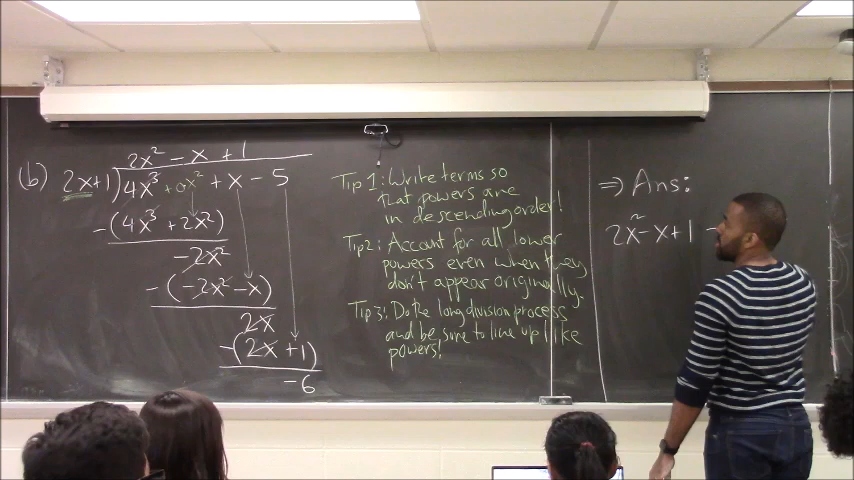 2x² - x + 1
(b) 2x+1)4x³ + 0x² + x - 5
-(4x³ + 2x²)
-2x²
-(-2x² - x)
2x
-(2x + 1)
-6
Tip 1: Write terms so
that powers are
in descending order!
Tip 2: Account for all lower
powers even when they
don't appear originally.
Tip 3: Do the long division process
and be sure to line up like
powers!
⇒ Ans:
2x² - x + 1 -